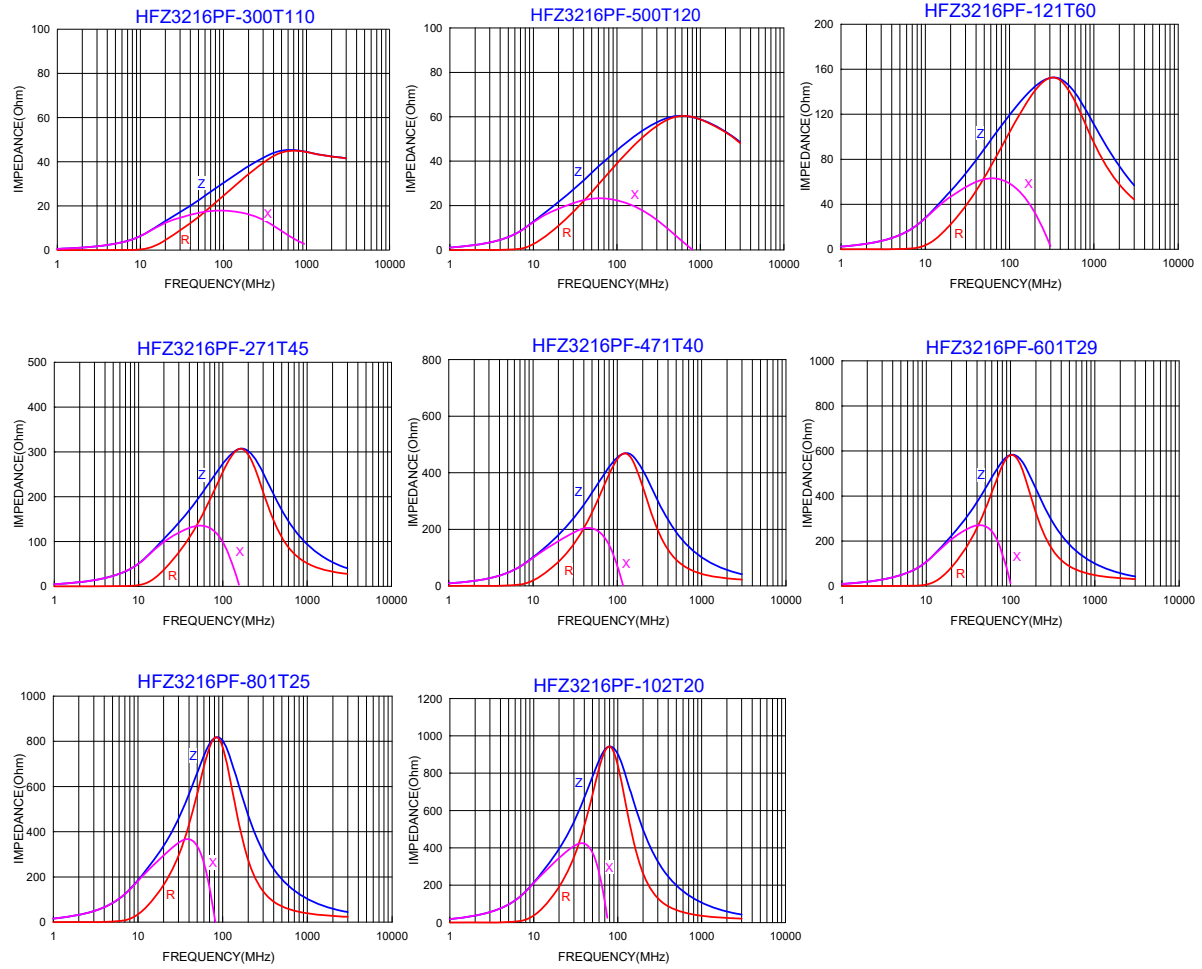 HFZ3216PF-300T110
IMPEDANCE(Ohm)
100
80
60
40
20
0
Z
X
R
1
10
100
1000
10000
FREQUENCY(MHz)
HFZ3216PF-500T120
IMPEDANCE(Ohm)
100
80
60
40
20
0
Z
X
R
1
10
100
1000
10000
FREQUENCY(MHz)
HFZ3216PF-121T60
IMPEDANCE(Ohm)
200
160
120
80
40
0
Z
X
R
1
10
100
1000
10000
FREQUENCY(MHz)
HFZ3216PF-271T45
IMPEDANCE(Ohm)
500
400
300
200
100
0
Z
X
R
1
10
100
1000
10000
FREQUENCY(MHz)
HFZ3216PF-471T40
IMPEDANCE(Ohm)
800
600
400
200
0
Z
X
R
1
10
100
1000
10000
FREQUENCY(MHz)
HFZ3216PF-601T29
IMPEDANCE(Ohm)
1000
800
600
400
200
0
Z
X
R
1
10
100
1000
10000
FREQUENCY(MHz)
HFZ3216PF-801T25
IMPEDANCE(Ohm)
1000
800
600
400
200
0
Z
X
R
1
10
100
1000
10000
FREQUENCY(MHz)
HFZ3216PF-102T20
IMPEDANCE(Ohm)
1200
1000
800
600
400
200
0
Z
X
R
1
10
100
1000
10000
FREQUENCY(MHz)